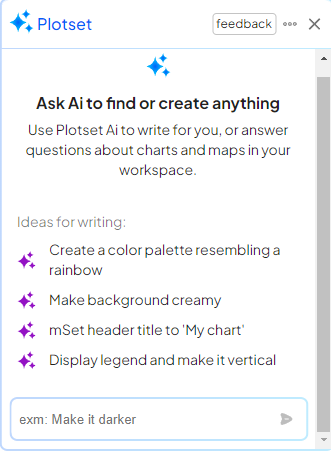 Plotset
feedback
Ask Ai to find or create anything
Use Plotset Ai to write for you, or answer
questions about charts and maps in your
workspace.
Ideas for writing:
Create a color palette resembling a
rainbow
Make background creamy
mSet header title to 'My chart'
Display legend and make it vertical
exm: Make it darker